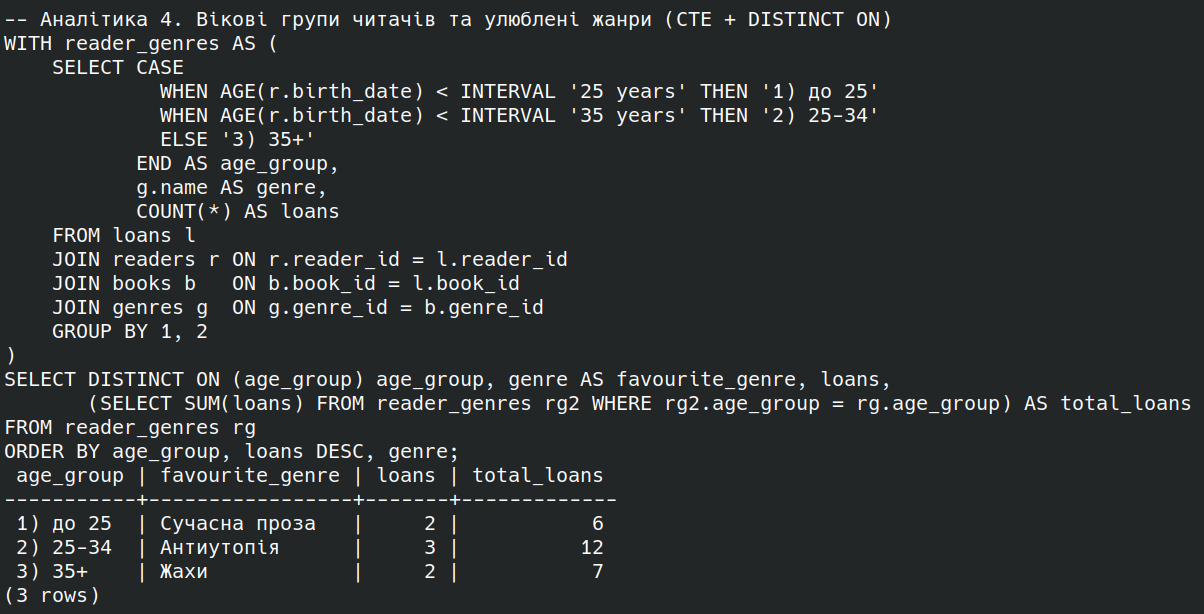 -- Аналітика 4. Вікові групи читачів та улюблені жанри (CTE + DISTINCT ON)
WITH reader_genres AS (
    SELECT CASE
             WHEN AGE(r.birth_date) < INTERVAL '25 years' THEN '1) до 25'
             WHEN AGE(r.birth_date) < INTERVAL '35 years' THEN '2) 25–34'
             ELSE '3) 35+'
           END AS age_group,
           g.name AS genre,
           COUNT(*) AS loans
    FROM loans l
    JOIN readers r ON r.reader_id = l.reader_id
    JOIN books b   ON b.book_id = l.book_id
    JOIN genres g  ON g.genre_id = b.genre_id
    GROUP BY 1, 2
)
SELECT DISTINCT ON (age_group) age_group, genre AS favourite_genre, loans,
       (SELECT SUM(loans) FROM reader_genres rg2 WHERE rg2.age_group = rg.age_group) AS total_loans
FROM reader_genres rg
ORDER BY age_group, loans DESC, genre;
 age_group | favourite_genre | loans | total_loans
-----------+-----------------+-------+-------------
 1) до 25  | Сучасна проза   |     2 |           6
 2) 25–34  | Антиутопія      |     3 |          12
 3) 35+    | Жахи            |     2 |           7
(3 rows)